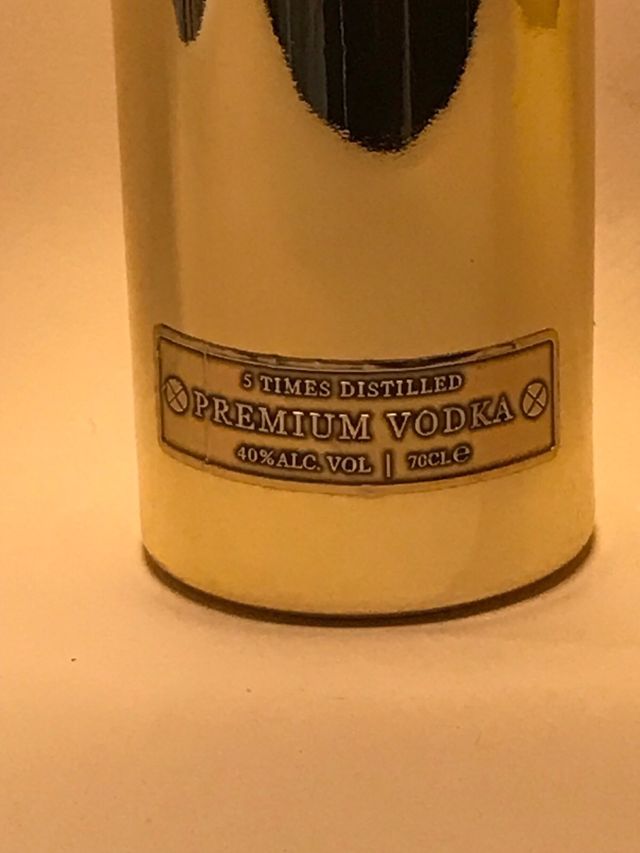 5 TIMES DISTILLED
PREMIUM VODKA
40%ALC. VOL | 70CL℮